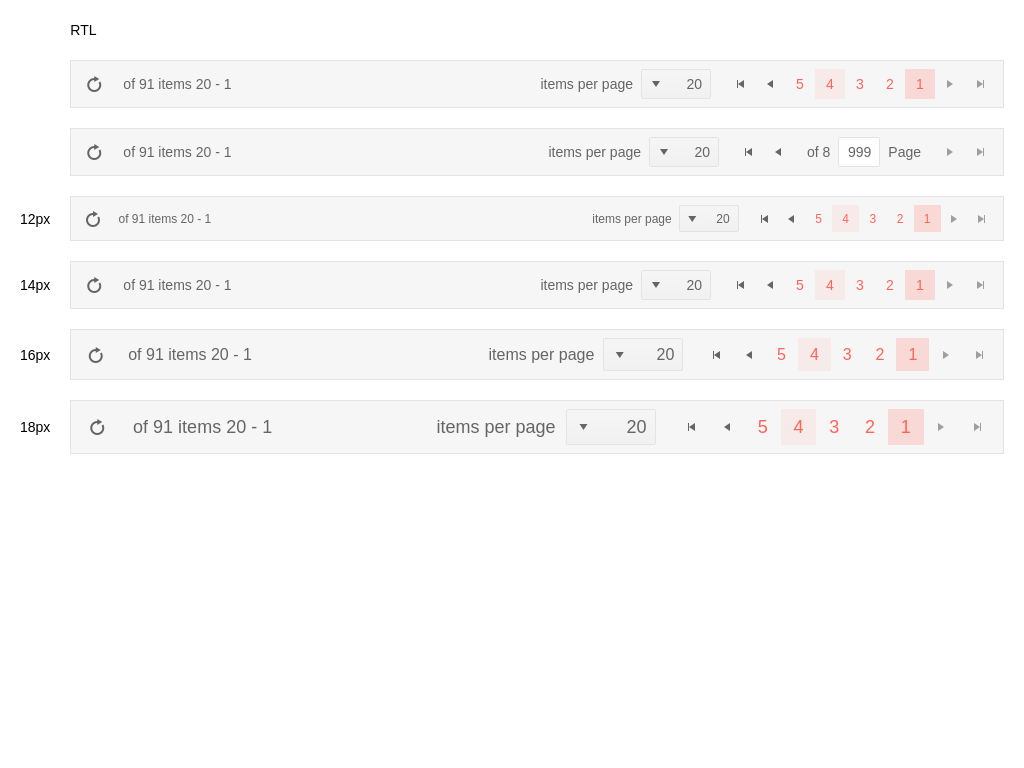 RTL
of 91 items 20 - 1 items per page 20 5 4 3 2 1
of 91 items 20 - 1 items per page 20 of 8 999 Page
12px of 91 items 20 - 1 items per page 20 5 4 3 2 1
14px of 91 items 20 - 1 items per page 20 5 4 3 2 1
16px of 91 items 20 - 1 items per page 20 5 4 3 2 1
18px of 91 items 20 - 1 items per page 20 5 4 3 2 1